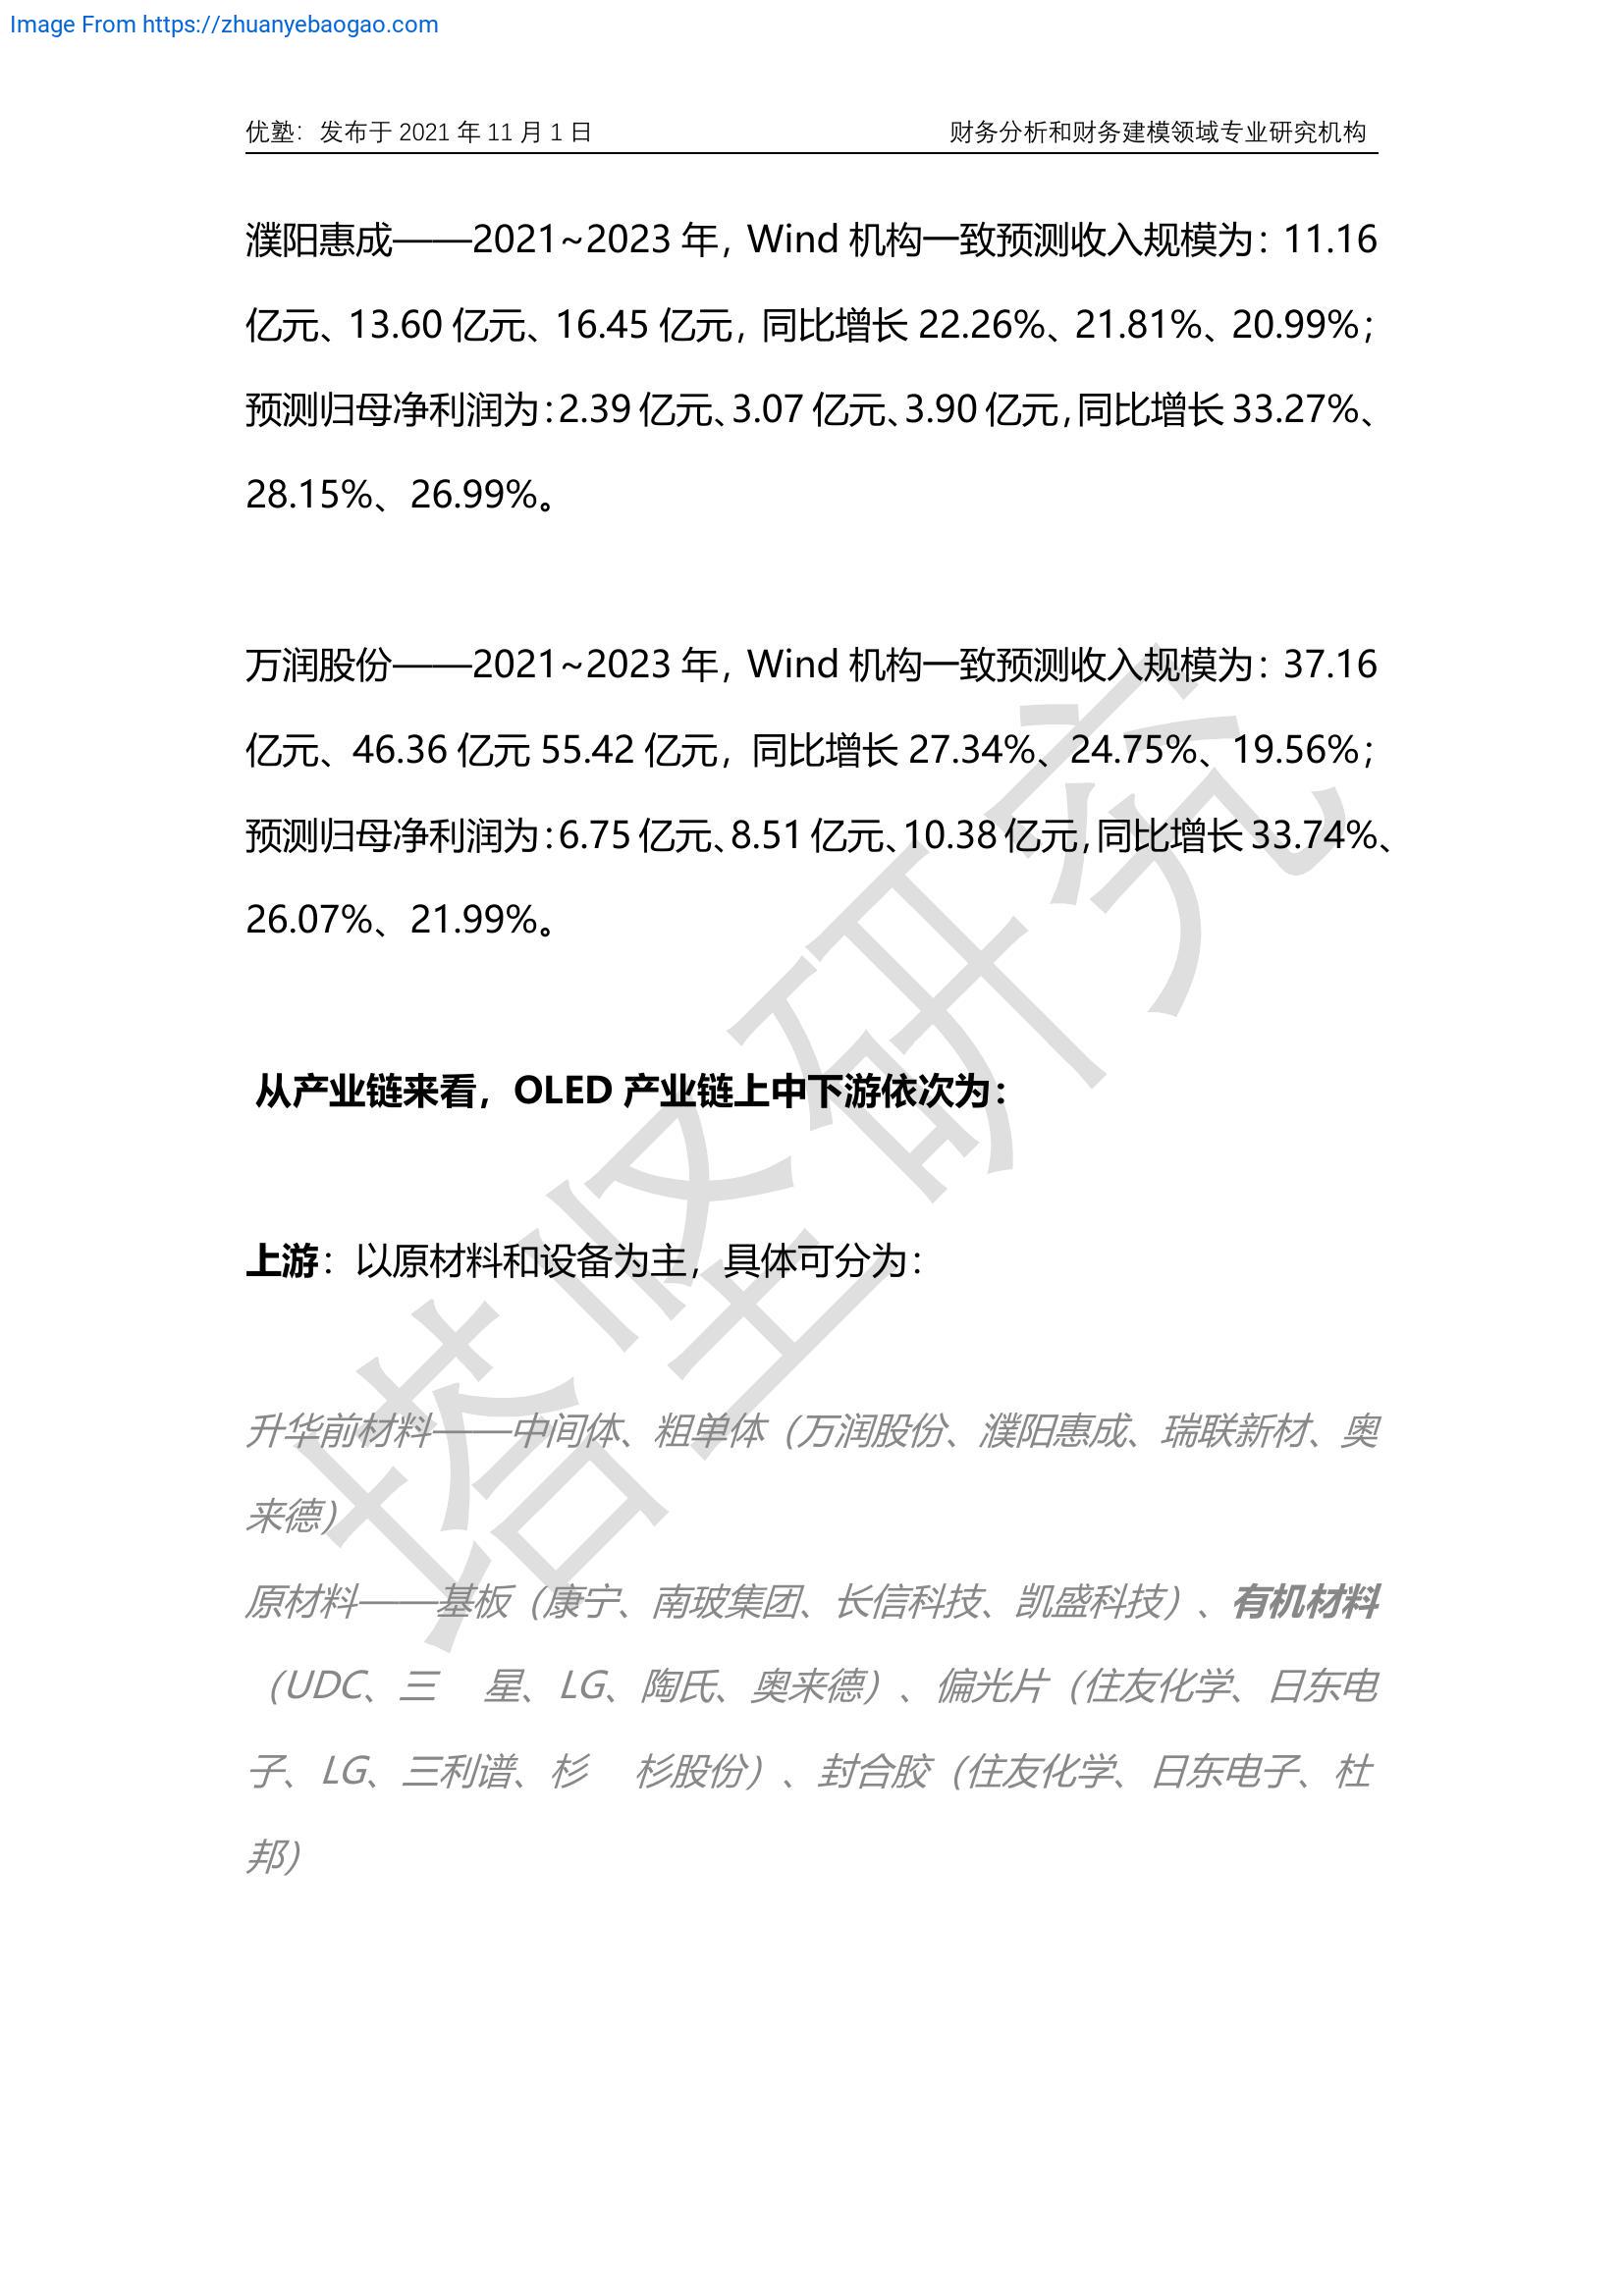 Image From https://zhuanyebaogao.com
优塾：发布于 2021 年 11 月 1 日 财务分析和财务建模领域专业研究机构
濮阳惠成——2021~2023 年，Wind 机构一致预测收入规模为：11.16
亿元、13.60 亿元、16.45 亿元，同比增长 22.26%、21.81%、20.99%；
预测归母净利润为：2.39 亿元、3.07 亿元、3.90 亿元，同比增长 33.27%、
28.15%、26.99%。
万润股份——2021~2023 年，Wind 机构一致预测收入规模为：37.16
亿元、46.36 亿元 55.42 亿元，同比增长 27.34%、24.75%、19.56%；
预测归母净利润为：6.75 亿元、8.51 亿元、10.38 亿元，同比增长 33.74%、
26.07%、21.99%。
从产业链来看，OLED 产业链上中下游依次为：
上游：以原材料和设备为主，具体可分为：
升华前材料——中间体、粗单体（万润股份、濮阳惠成、瑞联新材、奥
来德）
原材料——基板（康宁、南玻集团、长信科技、凯盛科技）、有机材料
（UDC、三 星、LG、陶氏、奥来德）、偏光片（住友化学、日东电
子、LG、三利谱、杉 杉股份）、封合胶（住友化学、日东电子、杜
邦）
塔坚研究